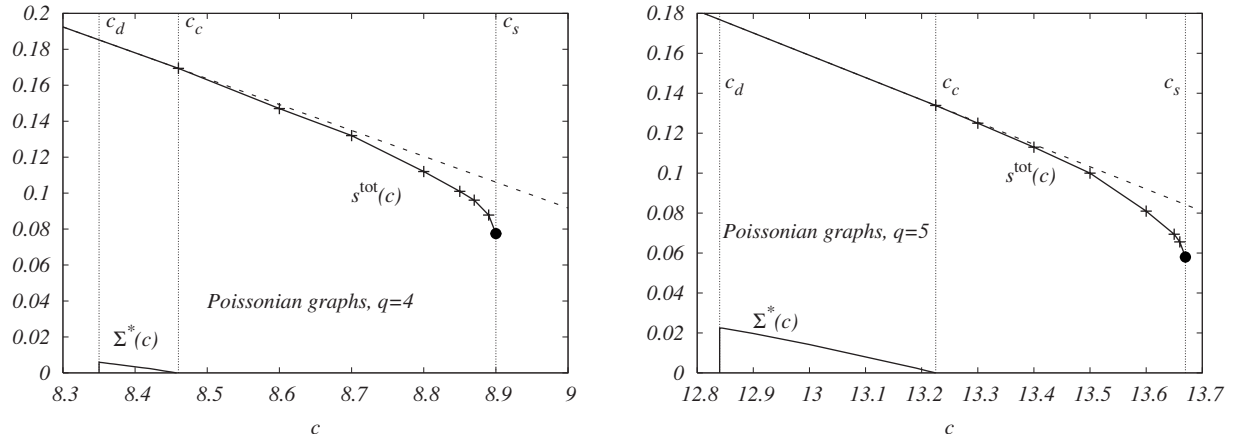 0.2
0.18
0.16
0.14
0.12
0.1
0.08
0.06
0.04
0.02
0
c_d
c_c
c_s
s^tot(c)
Poissonian graphs, q=4
Σ^*(c)
8.3 8.4 8.5 8.6 8.7 8.8 8.9 9
c
0.18
0.16
0.14
0.12
0.1
0.08
0.06
0.04
0.02
0
c_d
c_c
c_s
s^tot(c)
Poissonian graphs, q=5
Σ^*(c)
12.8 12.9 13 13.1 13.2 13.3 13.4 13.5 13.6 13.7
c